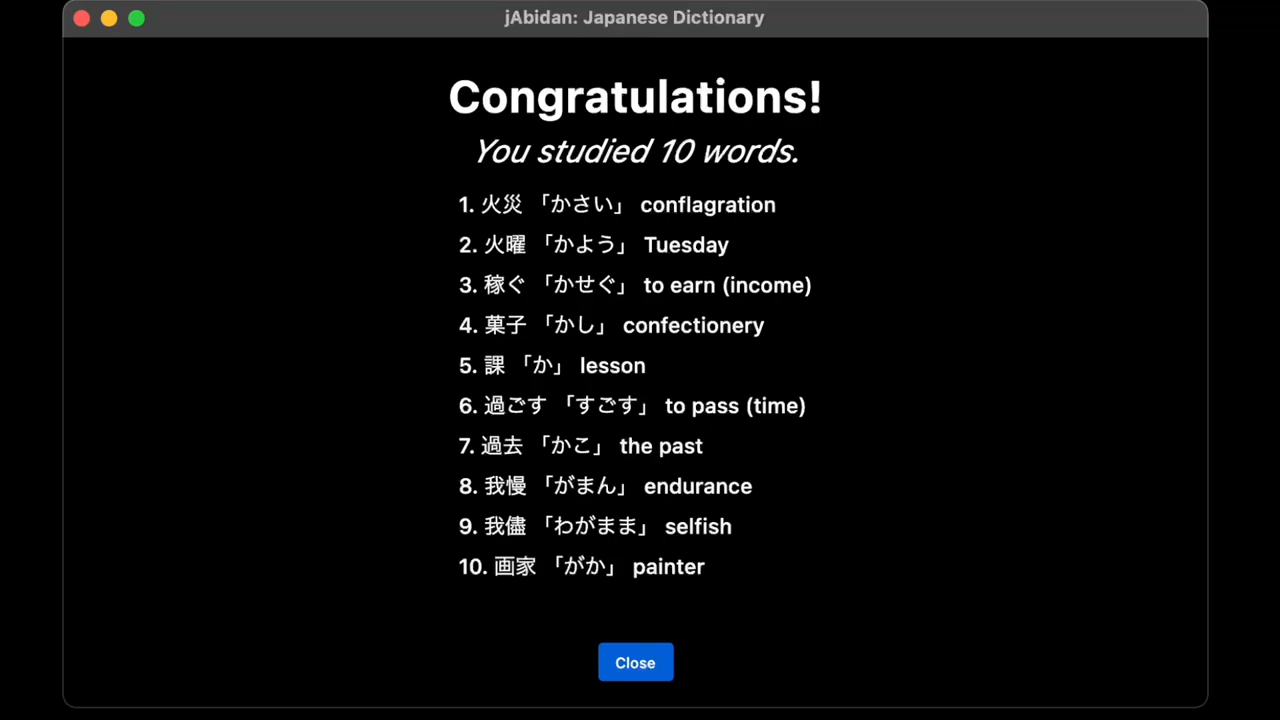 jAbidan: Japanese Dictionary
Congratulations!
You studied 10 words.
1. 火災 「かさい」 conflagration
2. 火曜 「かよう」 Tuesday
3. 稼ぐ 「かせぐ」 to earn (income)
4. 菓子 「かし」 confectionery
5. 課 「か」 lesson
6. 過ごす 「すごす」 to pass (time)
7. 過去 「かこ」 the past
8. 我慢 「がまん」 endurance
9. 我儘 「わがまま」 selfish
10. 画家 「がか」 painter
Close